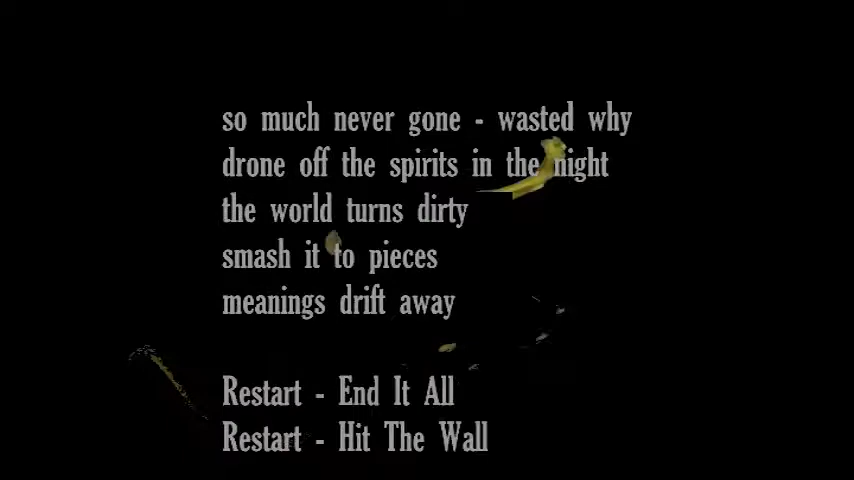 so much never gone - wasted why
drone off the spirits in the night
the world turns dirty
smash it to pieces
meanings drift away
Restart - End It All
Restart - Hit The Wall